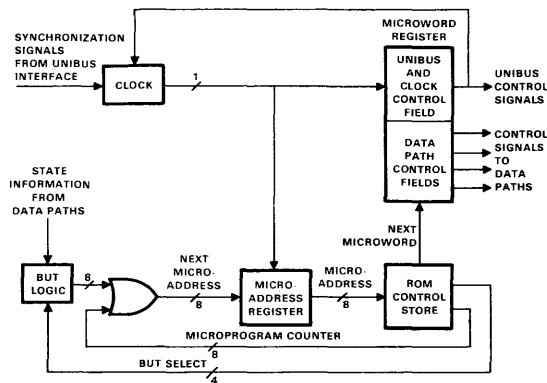 MICROWORD
REGISTER
SYNCHRONIZATION
SIGNALS
FROM UNIBUS
INTERFACE
CLOCK
1
UNIBUS
AND
CLOCK
CONTROL
FIELD
UNIBUS
CONTROL
SIGNALS
DATA
PATH
CONTROL
FIELDS
CONTROL
SIGNALS
TO
DATA
PATHS
STATE
INFORMATION
FROM
DATA PATHS
NEXT
MICROWORD
BUT
LOGIC
8
NEXT
MICRO-
ADDRESS
8
MICRO-
ADDRESS
REGISTER
MICRO-
ADDRESS
8
ROM
CONTROL
STORE
MICROPROGRAM COUNTER
8
BUT SELECT
4